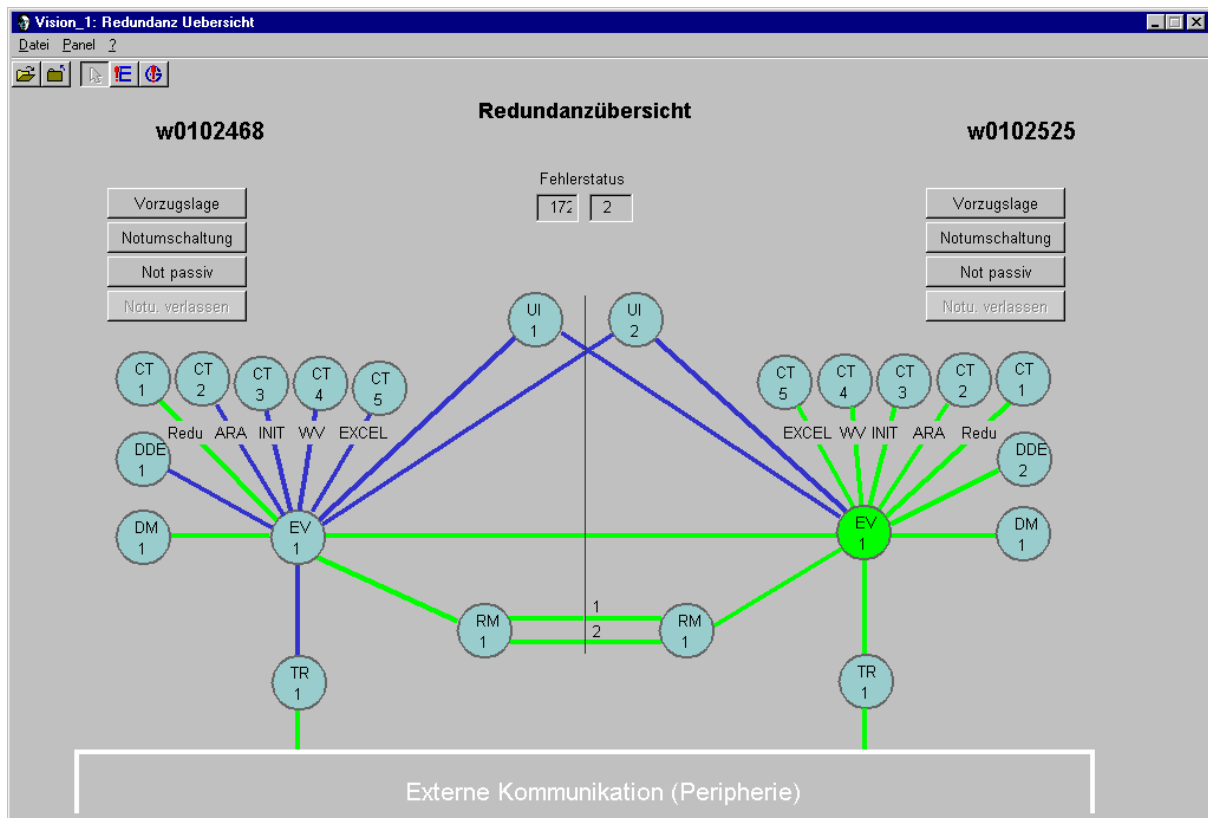 Vision_1: Redundanz Uebersicht
Datei Panel ?
Redundanzübersicht
w0102468
w0102525
Fehlerstatus
172 2
Vorzugslage
Notumschaltung
Not passiv
Notu. verlassen
Vorzugslage
Notumschaltung
Not passiv
Notu. verlassen
UI
1
UI
2
CT
1
CT
2
CT
3
CT
4
CT
5
CT
5
CT
4
CT
3
CT
2
CT
1
Redu ARA INIT WV EXCEL
EXCEL WV INIT ARA Redu
DDE
1
DDE
2
DM
1
EV
1
EV
1
DM
1
RM
1
1
2
RM
1
TR
1
TR
1
Externe Kommunikation (Peripherie)